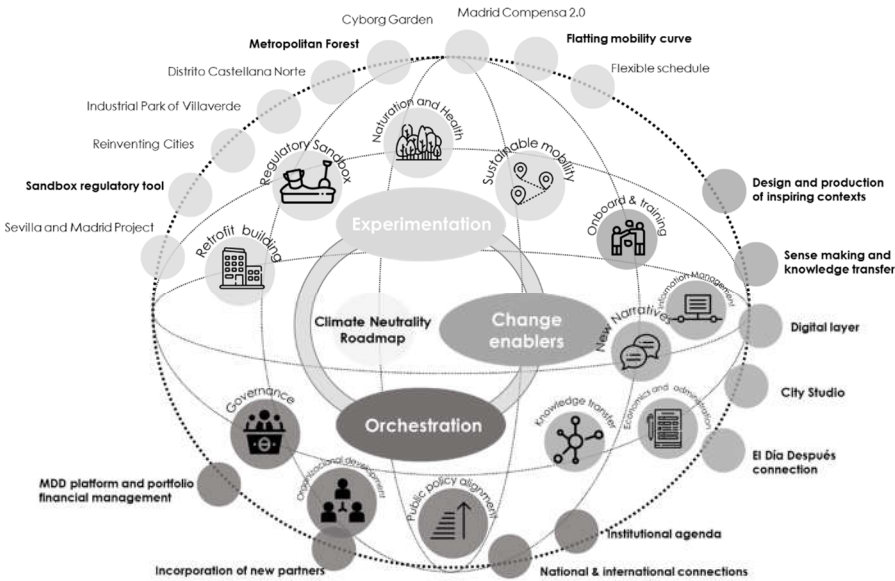 Cyborg Garden
Madrid Compensa 2.0
Metropolitan Forest
Flatting mobility curve
Distrito Castellana Norte
Flexible schedule
Industrial Park of Villaverde
Reinventing Cities
Sandbox regulatory tool
Sevilla and Madrid Project
Naturation and Health
Regulatory Sandbox
Sustainable mobility
Retrofit building
Onboard & training
Design and production
of inspiring contexts
Experimentation
Sense making and
knowledge transfer
Information Management
Climate Neutrality
Roadmap
Change
enablers
New Narratives
Digital layer
City Studio
Governance
Orchestration
Knowledge transfer
Economics and administration
El Día Después
connection
MDD platform and portfolio
financial management
Organizacional development
Public policy alignment
Institutional agenda
Incorporation of new partners
National & international connections